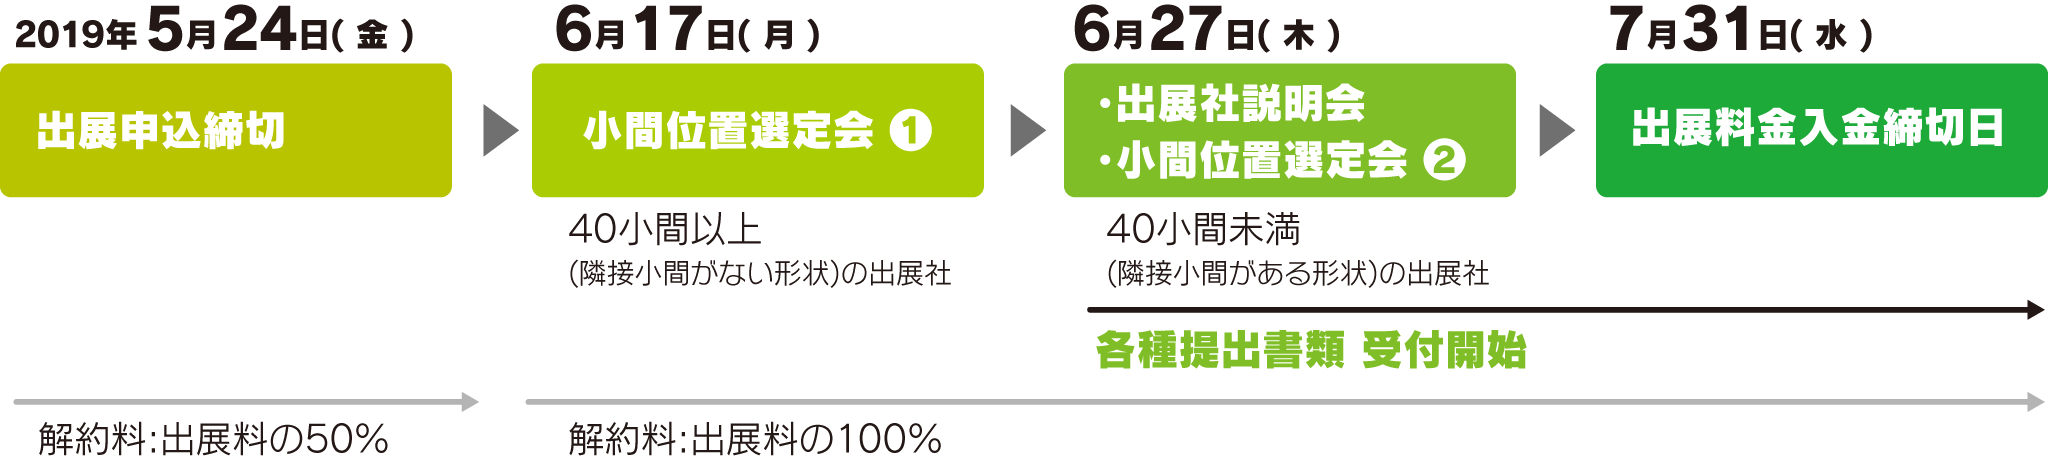 2019年 5月24日( 金 )
出展申込締切
6月17日( 月 )
小間位置選定会 ❶
40小間以上
(隣接小間がない形状)の出展社
6月27日( 木 )
・出展社説明会
・小間位置選定会 ❷
40小間未満
(隣接小間がある形状)の出展社
7月31日( 水 )
出展料金入金締切日
各種提出書類 受付開始
解約料:出展料の50%
解約料:出展料の100%